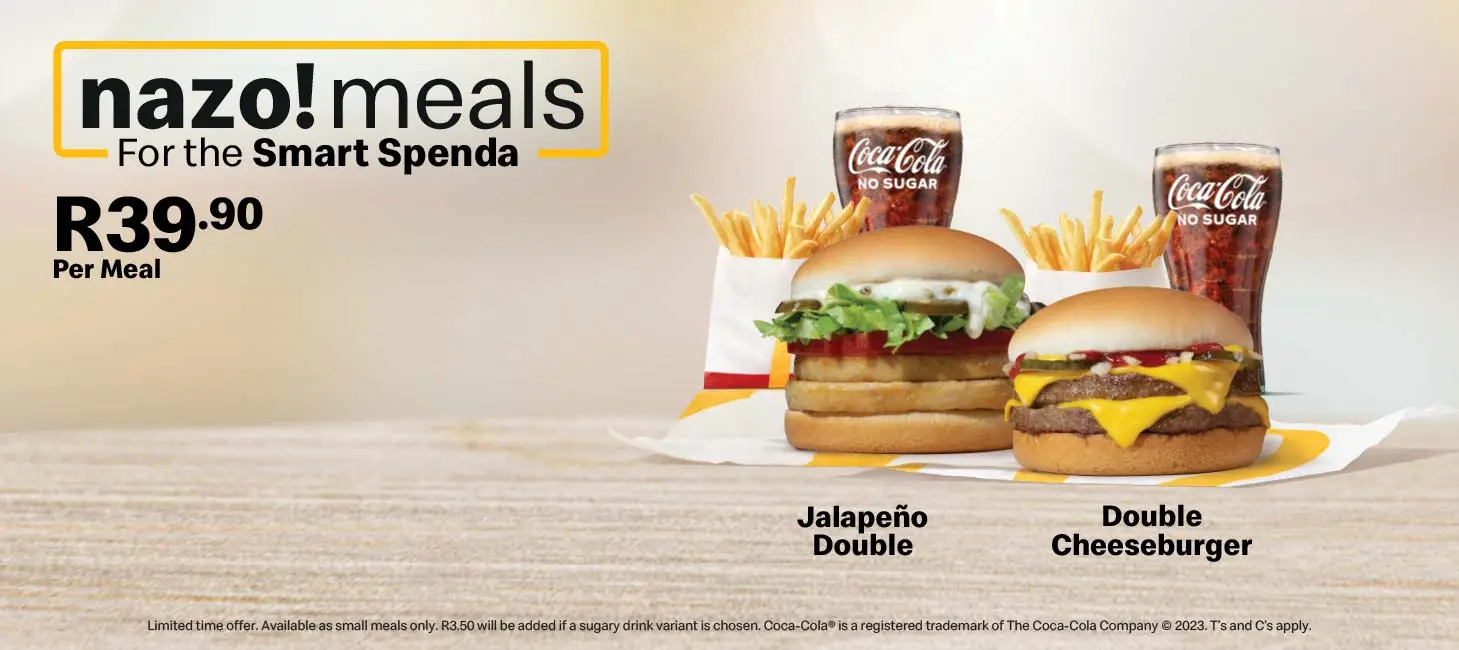 nazo! meals
For the Smart Spenda
R39.90
Per Meal
Coca-Cola
NO SUGAR
Coca-Cola
NO SUGAR
Jalapeño
Double
Double
Cheeseburger
Limited time offer. Available as small meals only. R3.50 will be added if a sugary drink variant is chosen. Coca-Cola® is a registered trademark of The Coca-Cola Company © 2023. T's and C's apply.